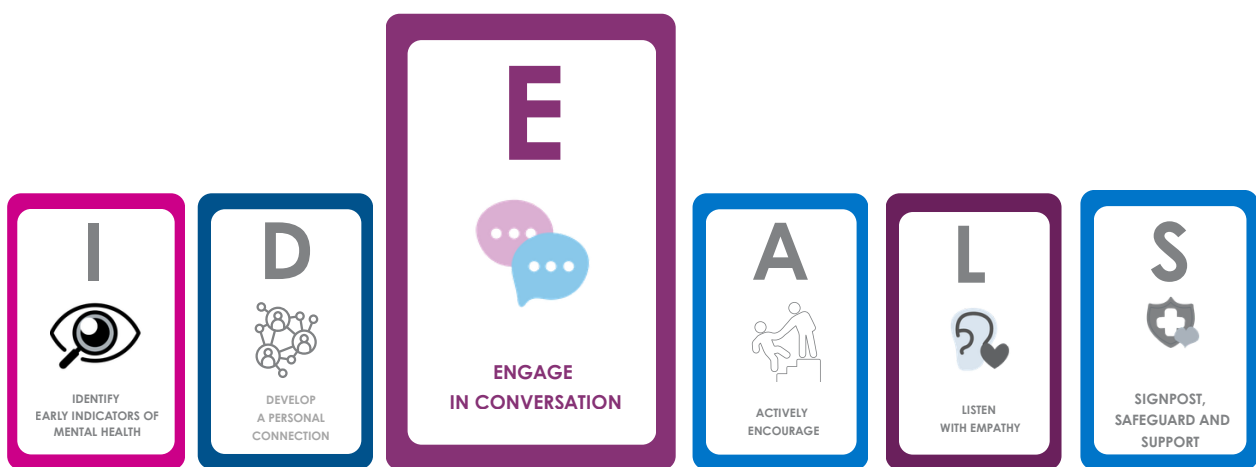 I
IDENTIFY
EARLY INDICATORS OF
MENTAL HEALTH
D
DEVELOP
A PERSONAL
CONNECTION
E
ENGAGE
IN CONVERSATION
A
ACTIVELY
ENCOURAGE
L
LISTEN
WITH EMPATHY
S
SIGNPOST,
SAFEGUARD AND
SUPPORT